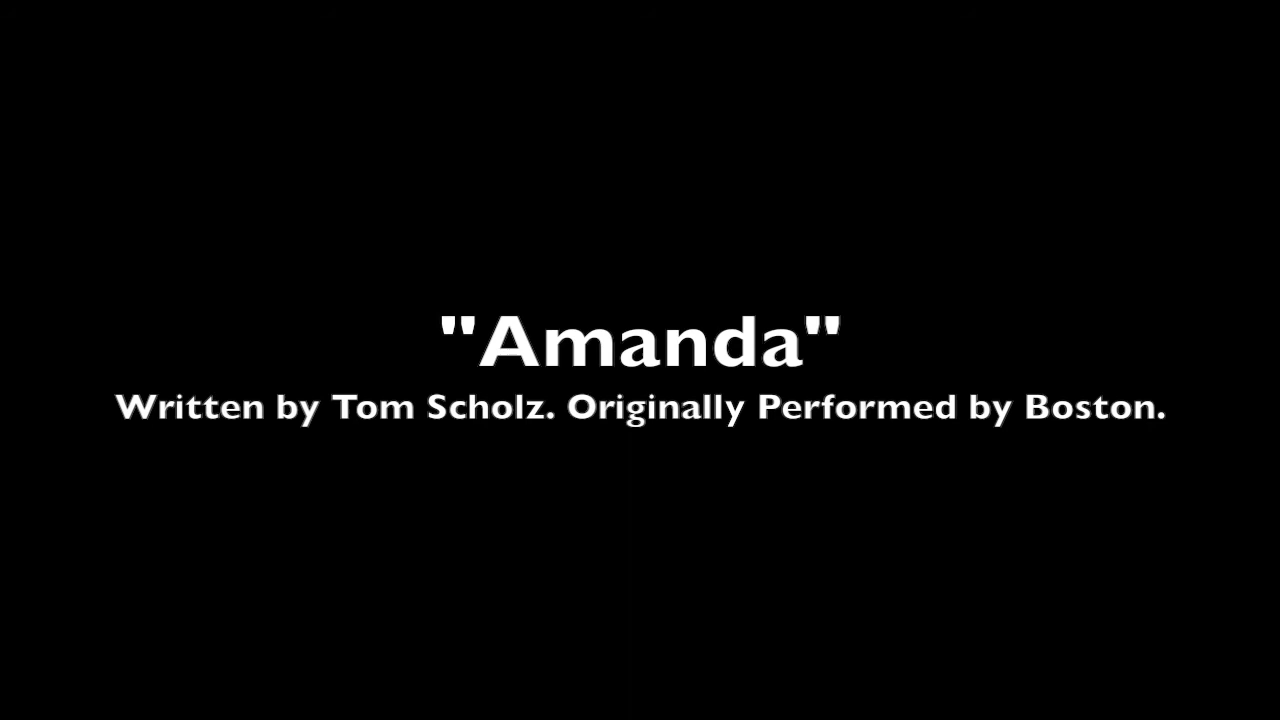 "Amanda"
Written by Tom Scholz. Originally Performed by Boston.